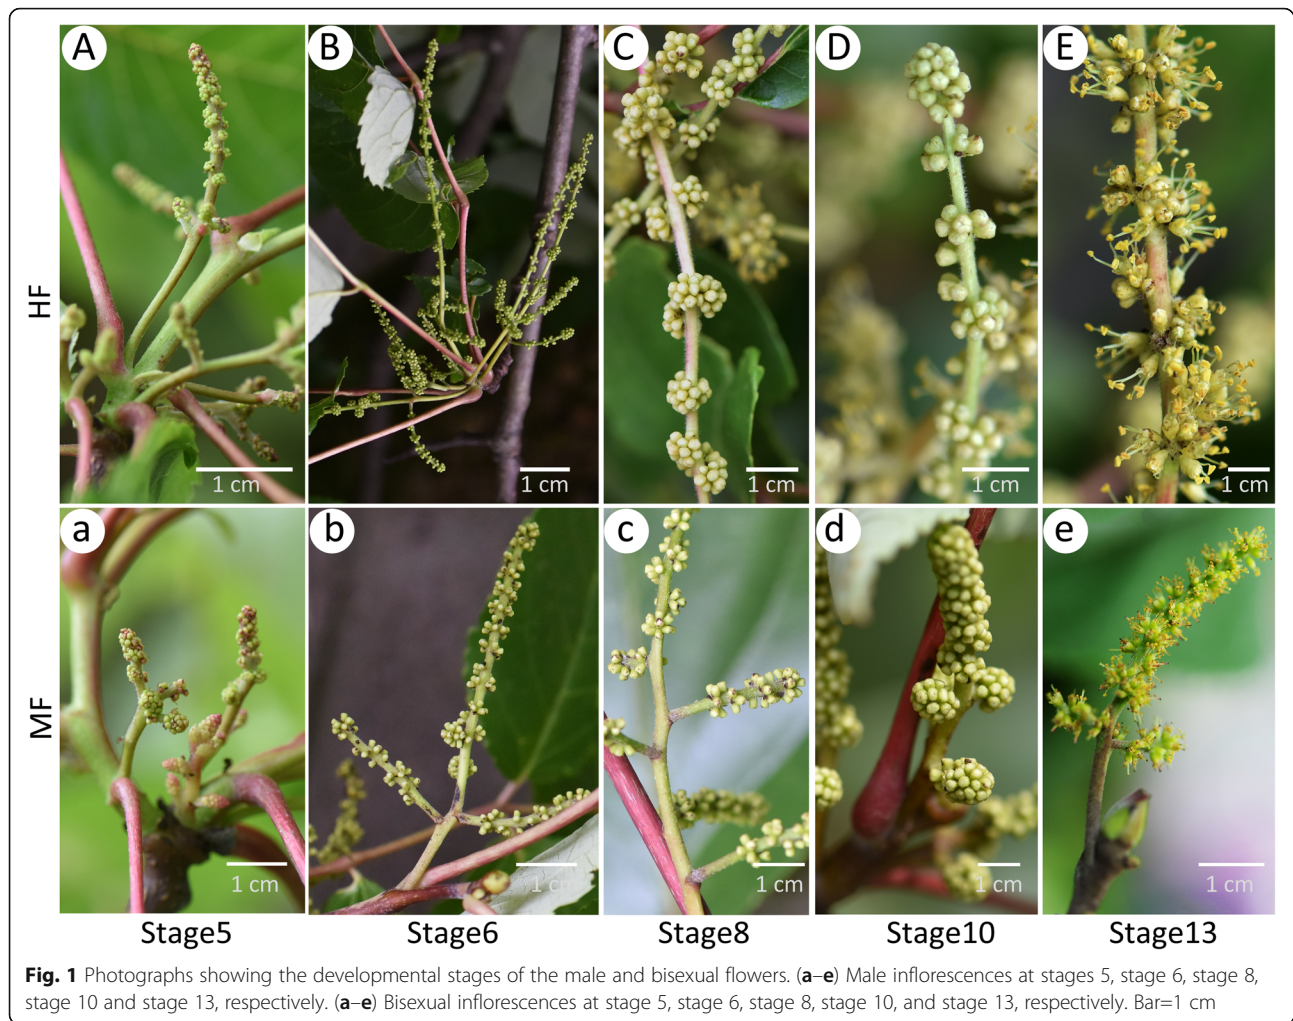 A B C D E
HF
1 cm 1 cm 1 cm 1 cm 1 cm
a b c d e
MF
1 cm 1 cm 1 cm 1 cm 1 cm
Stage5 Stage6 Stage8 Stage10 Stage13
Fig. 1 Photographs showing the developmental stages of the male and bisexual flowers. (a–e) Male inflorescences at stages 5, stage 6, stage 8,
stage 10 and stage 13, respectively. (a–e) Bisexual inflorescences at stage 5, stage 6, stage 8, stage 10, and stage 13, respectively. Bar=1 cm